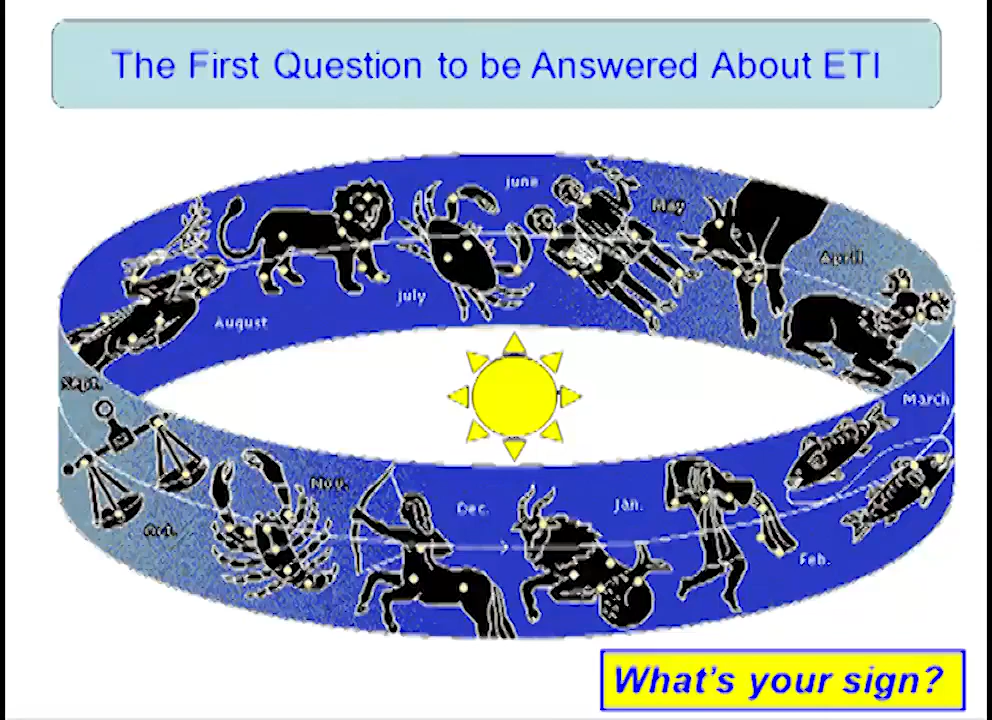 The First Question to be Answered About ETI
June
May
April
July
August
Sept.
March
Nov.
Dec.
Jan.
Oct.
Feb.
What's your sign?